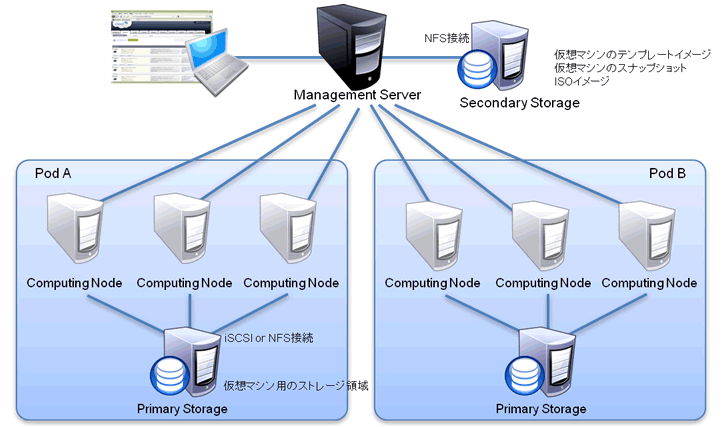 NFS接続
仮想マシンのテンプレートイメージ
仮想マシンのスナップショット
ISOイメージ
Management Server
Secondary Storage
Pod A
Pod B
Computing Node
Computing Node
Computing Node
Computing Node
Computing Node
Computing Node
iSCSI or NFS接続
仮想マシン用のストレージ領域
Primary Storage
Primary Storage